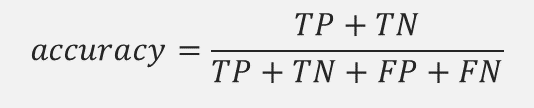 accuracy = (TP + TN) / (TP + TN + FP + FN)